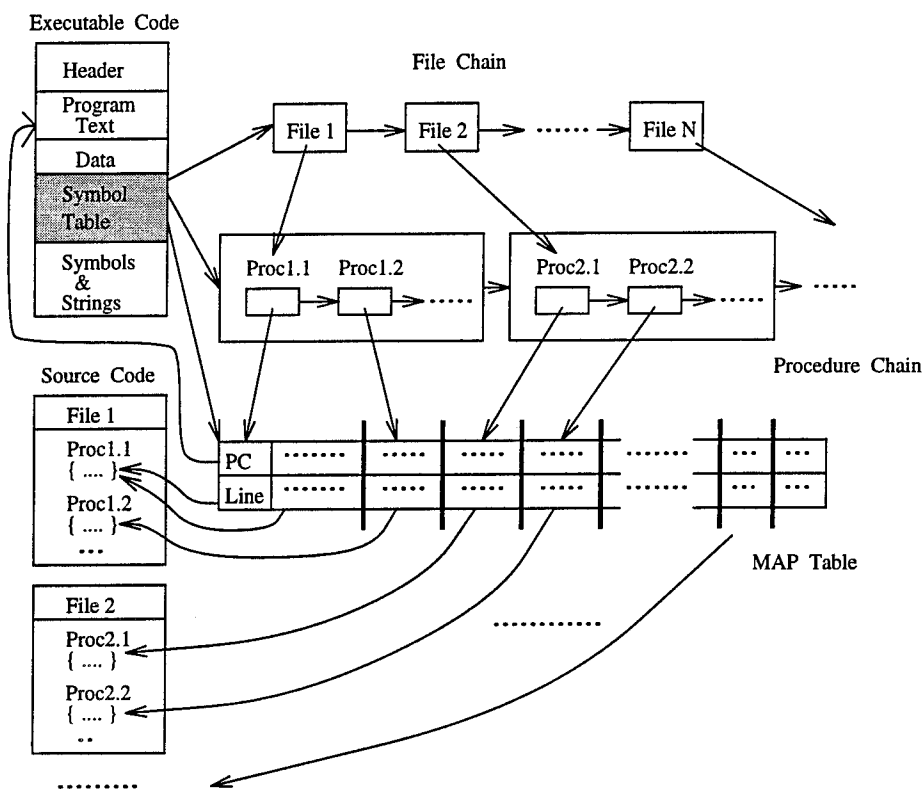 Executable Code
Header
Program
Text
Data
Symbol
Table
Symbols
&
Strings
File Chain
File 1
File 2
......
File N
Proc1.1
Proc1.2
......
Proc2.1
Proc2.2
......
......
Procedure Chain
Source Code
File 1
Proc1.1
{ .... }
Proc1.2
{ .... }
...
PC
Line
MAP Table
File 2
Proc2.1
{ .... }
Proc2.2
{ .... }
..